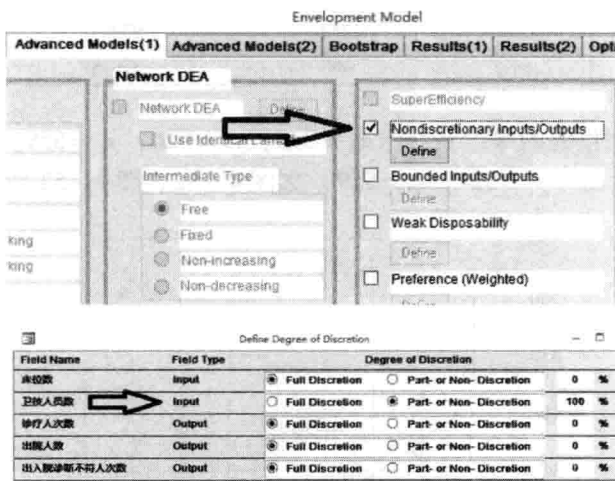 Envelopment Model
Advanced Models(1) Advanced Models(2) Bootstrap Results(1) Results(2) Opti
Network DEA
Network DEA Define
Use Identical Lam
Intermediate Type
Free
Fixed
Non-increasing
Non-decreasing
king
king
SuperEfficiency
Nondiscretionary Inputs/Outputs
Define
Bounded Inputs/Outputs
Define
Weak Disposability
Define
Preference (Weighted)
Define Degree of Discretion
Field Name Field Type Degree of Discretion
床位数 Input Full Discretion Part- or Non- Discretion 0 %
卫技人员数 Input Full Discretion Part- or Non- Discretion 100 %
诊疗人次数 Output Full Discretion Part- or Non- Discretion 0 %
出院人数 Output Full Discretion Part- or Non- Discretion 0 %
出入院诊断不符人次数 Output Full Discretion Part- or Non- Discretion 0 %